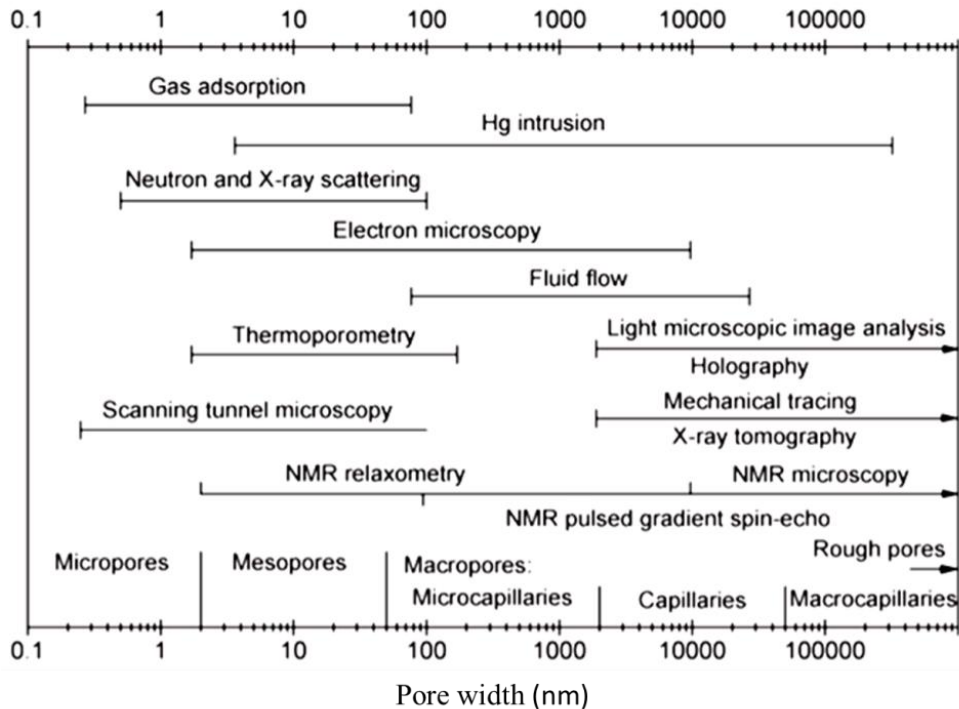 0.1 1 10 100 1000 10000 100000
Gas adsorption
Hg intrusion
Neutron and X-ray scattering
Electron microscopy
Fluid flow
Thermoporometry
Light microscopic image analysis
Holography
Scanning tunnel microscopy
Mechanical tracing
X-ray tomography
NMR relaxometry
NMR microscopy
NMR pulsed gradient spin-echo
Rough pores
Micropores
Mesopores
Macropores:
Microcapillaries
Capillaries
Macrocapillaries
0.1 1 10 100 1000 10000 100000
Pore width (nm)